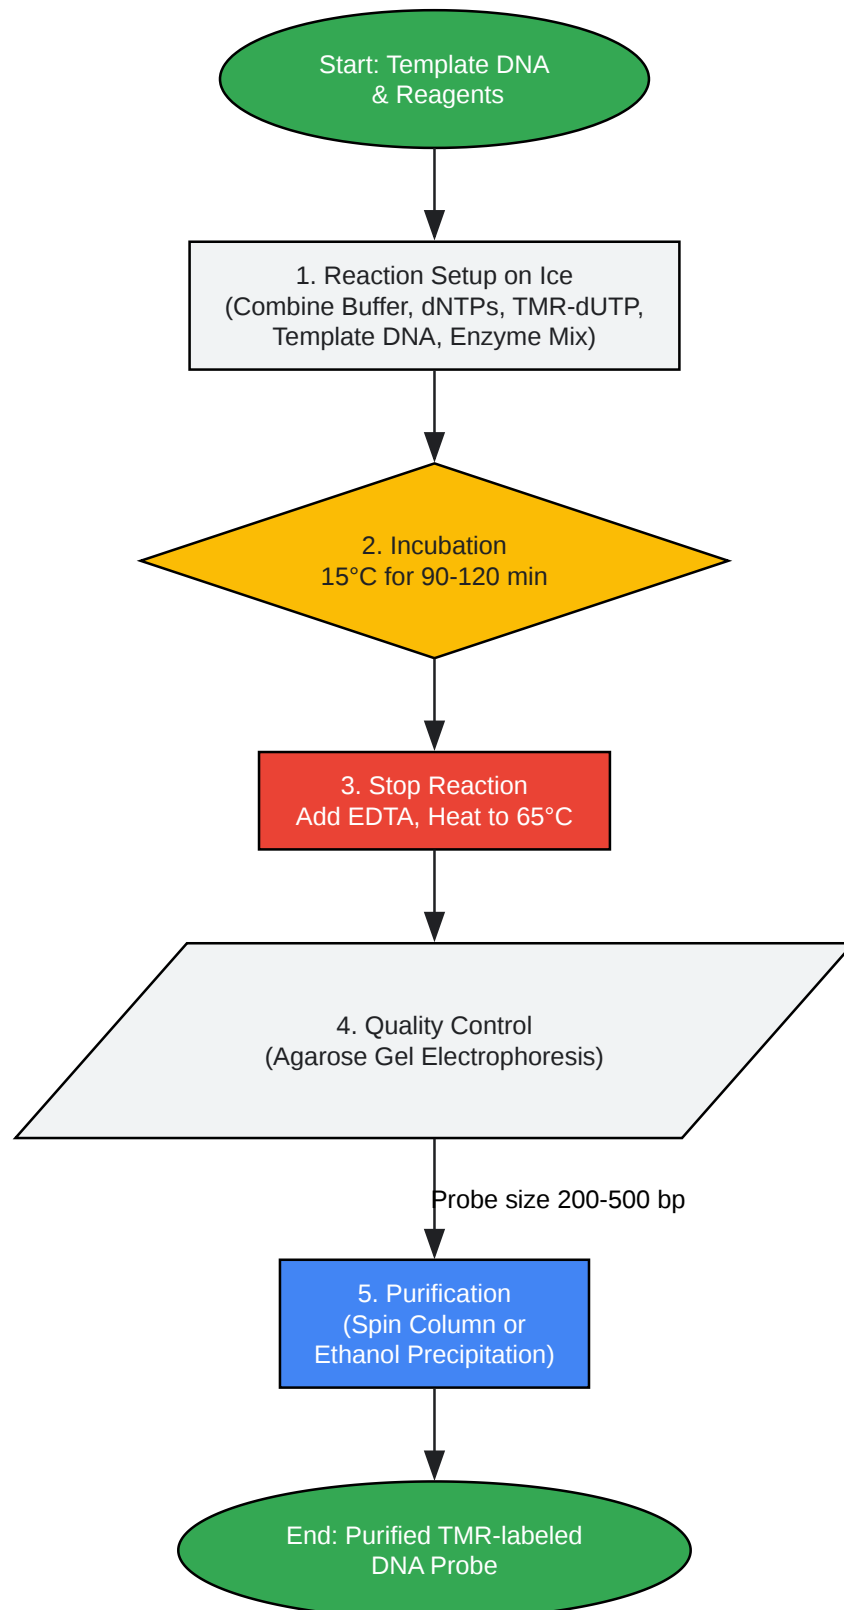 Start: Template DNA
& Reagents
1. Reaction Setup on Ice
(Combine Buffer, dNTPs, TMR-dUTP,
Template DNA, Enzyme Mix)
2. Incubation
15°C for 90-120 min
3. Stop Reaction
Add EDTA, Heat to 65°C
4. Quality Control
(Agarose Gel Electrophoresis)
Probe size 200-500 bp
5. Purification
(Spin Column or
Ethanol Precipitation)
End: Purified TMR-labeled
DNA Probe